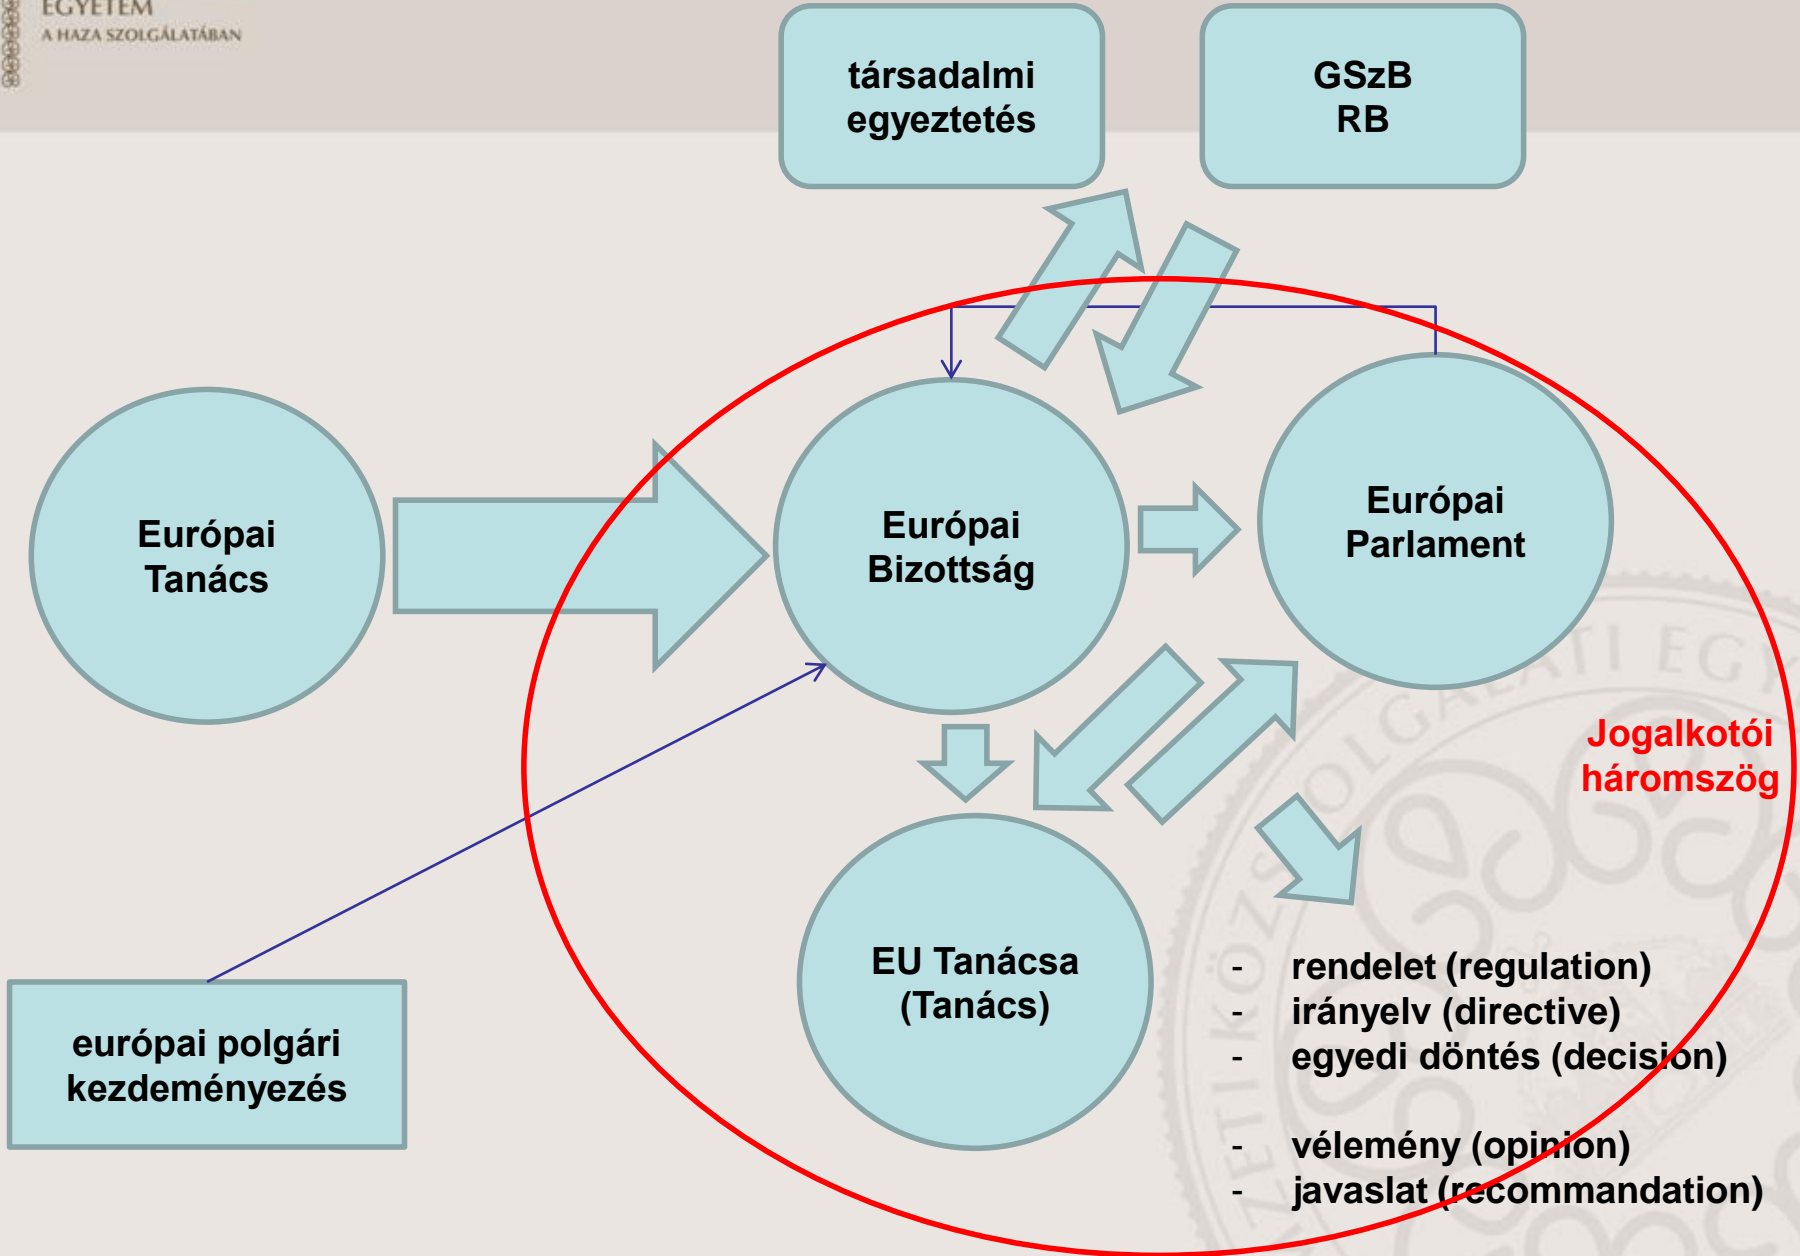 EGYETEM
A HAZA SZOLGÁLATÁBAN
társadalmi
egyeztetés
GSzB
RB
Európai
Tanács
Európai
Bizottság
Európai
Parlament
Jogalkotói
háromszög
EU Tanácsa
(Tanács)
európai polgári
kezdeményezés
- rendelet (regulation)
- irányelv (directive)
- egyedi döntés (decision)
- vélemény (opinion)
- javaslat (recommandation)